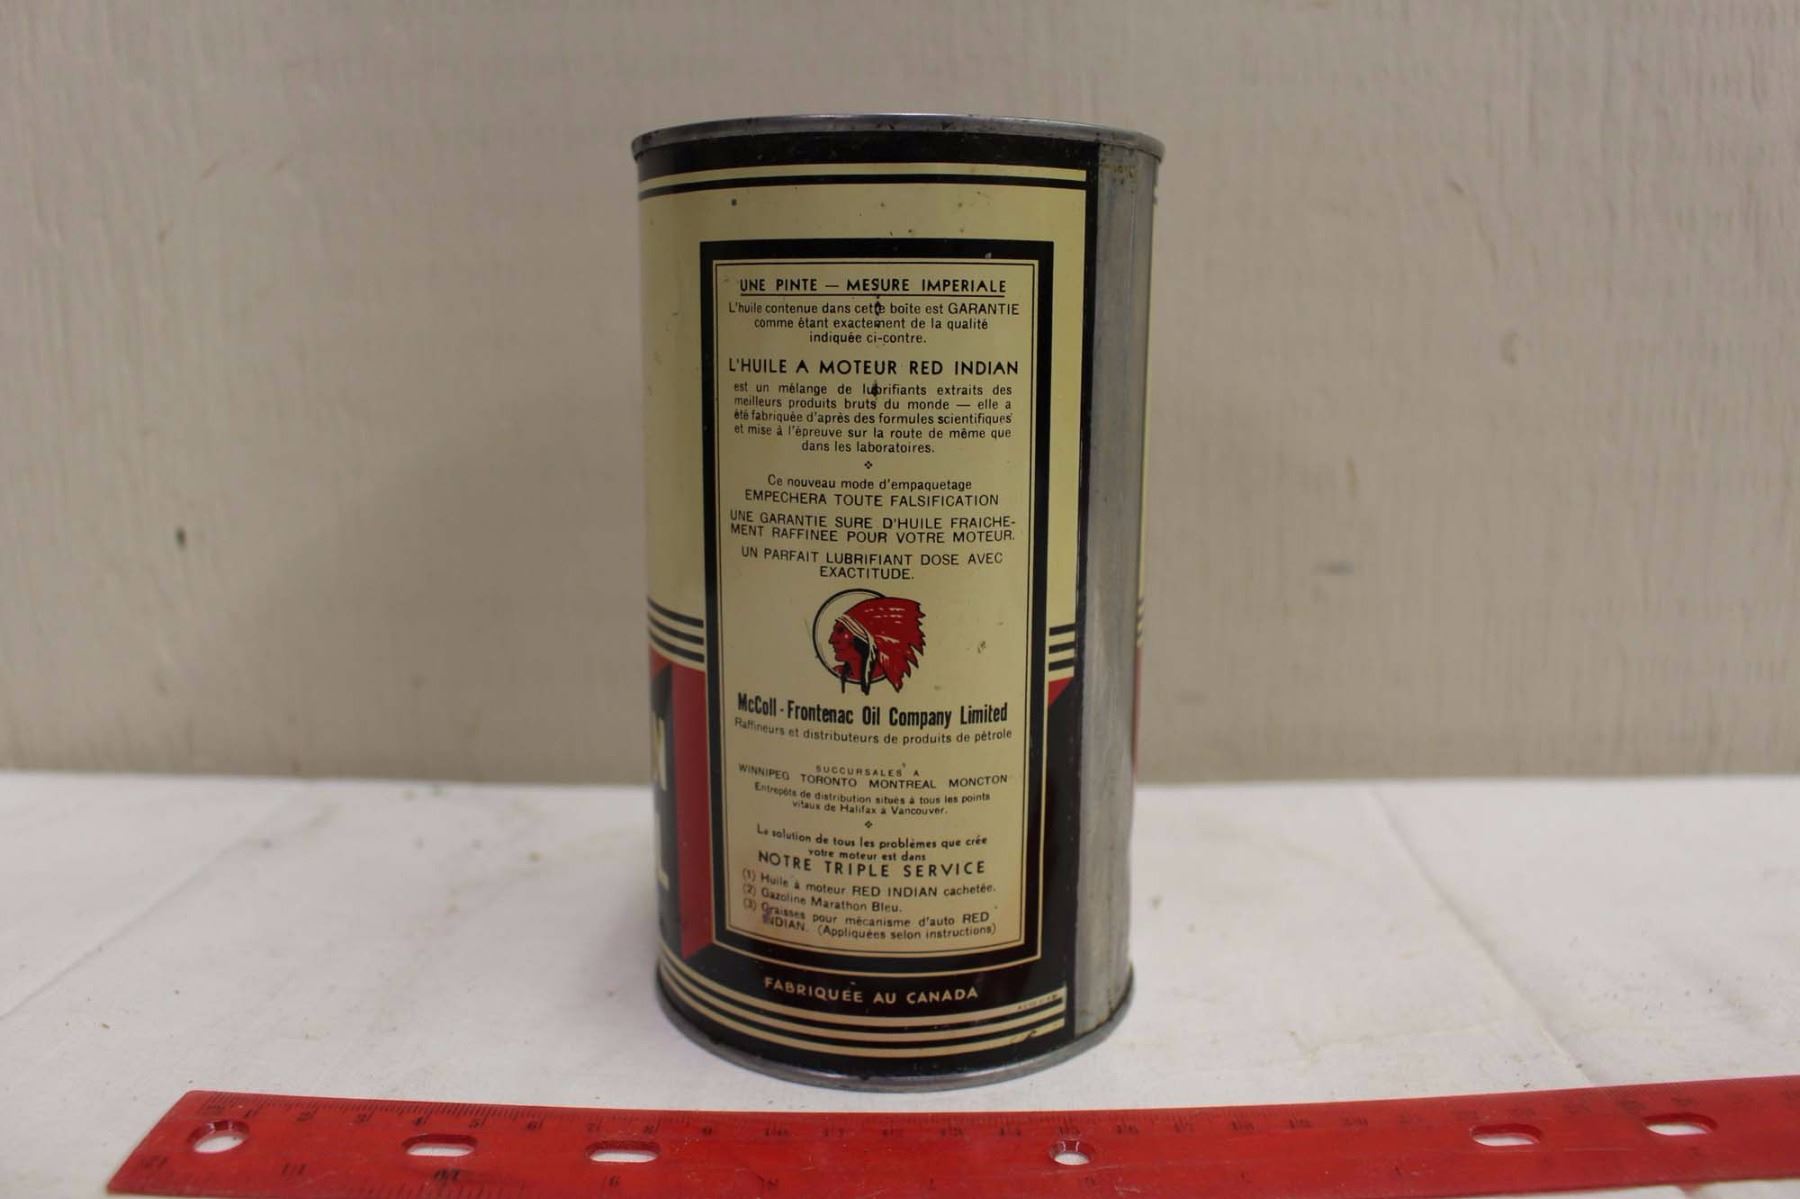 UNE PINTE — MESURE IMPERIALE
L'huile contenue dans cette boîte est GARANTIE
comme étant exactement de la qualité
indiquée ci-contre.
L'HUILE A MOTEUR RED INDIAN
est un mélange de lubrifiants extraits des
meilleurs produits bruts du monde — elle a
été fabriquée d'après des formules scientifiques
et mise à l'épreuve sur la route de même que
dans les laboratoires.
Ce nouveau mode d'empaquetage
EMPECHERA TOUTE FALSIFICATION
UNE GARANTIE SURE D'HUILE FRAICHE-
MENT RAFFINEE POUR VOTRE MOTEUR.
UN PARFAIT LUBRIFIANT DOSE AVEC
EXACTITUDE.
McColl-Frontenac Oil Company Limited
Raffineurs et distributeurs de produits de pétrole
SUCCURSALES A
WINNIPEG TORONTO MONTREAL MONCTON
Entrepôts de distribution situés à tous les points
vitaux de Halifax à Vancouver.
La solution de tous les problèmes que crée
votre moteur est dans
NOTRE TRIPLE SERVICE
(1) Huile à moteur RED INDIAN cachetée.
(2) Gazoline Marathon Bleu.
(3) Graisses pour mécanisme d'auto RED
INDIAN. (Appliquées selon instructions)
FABRIQUÉE AU CANADA